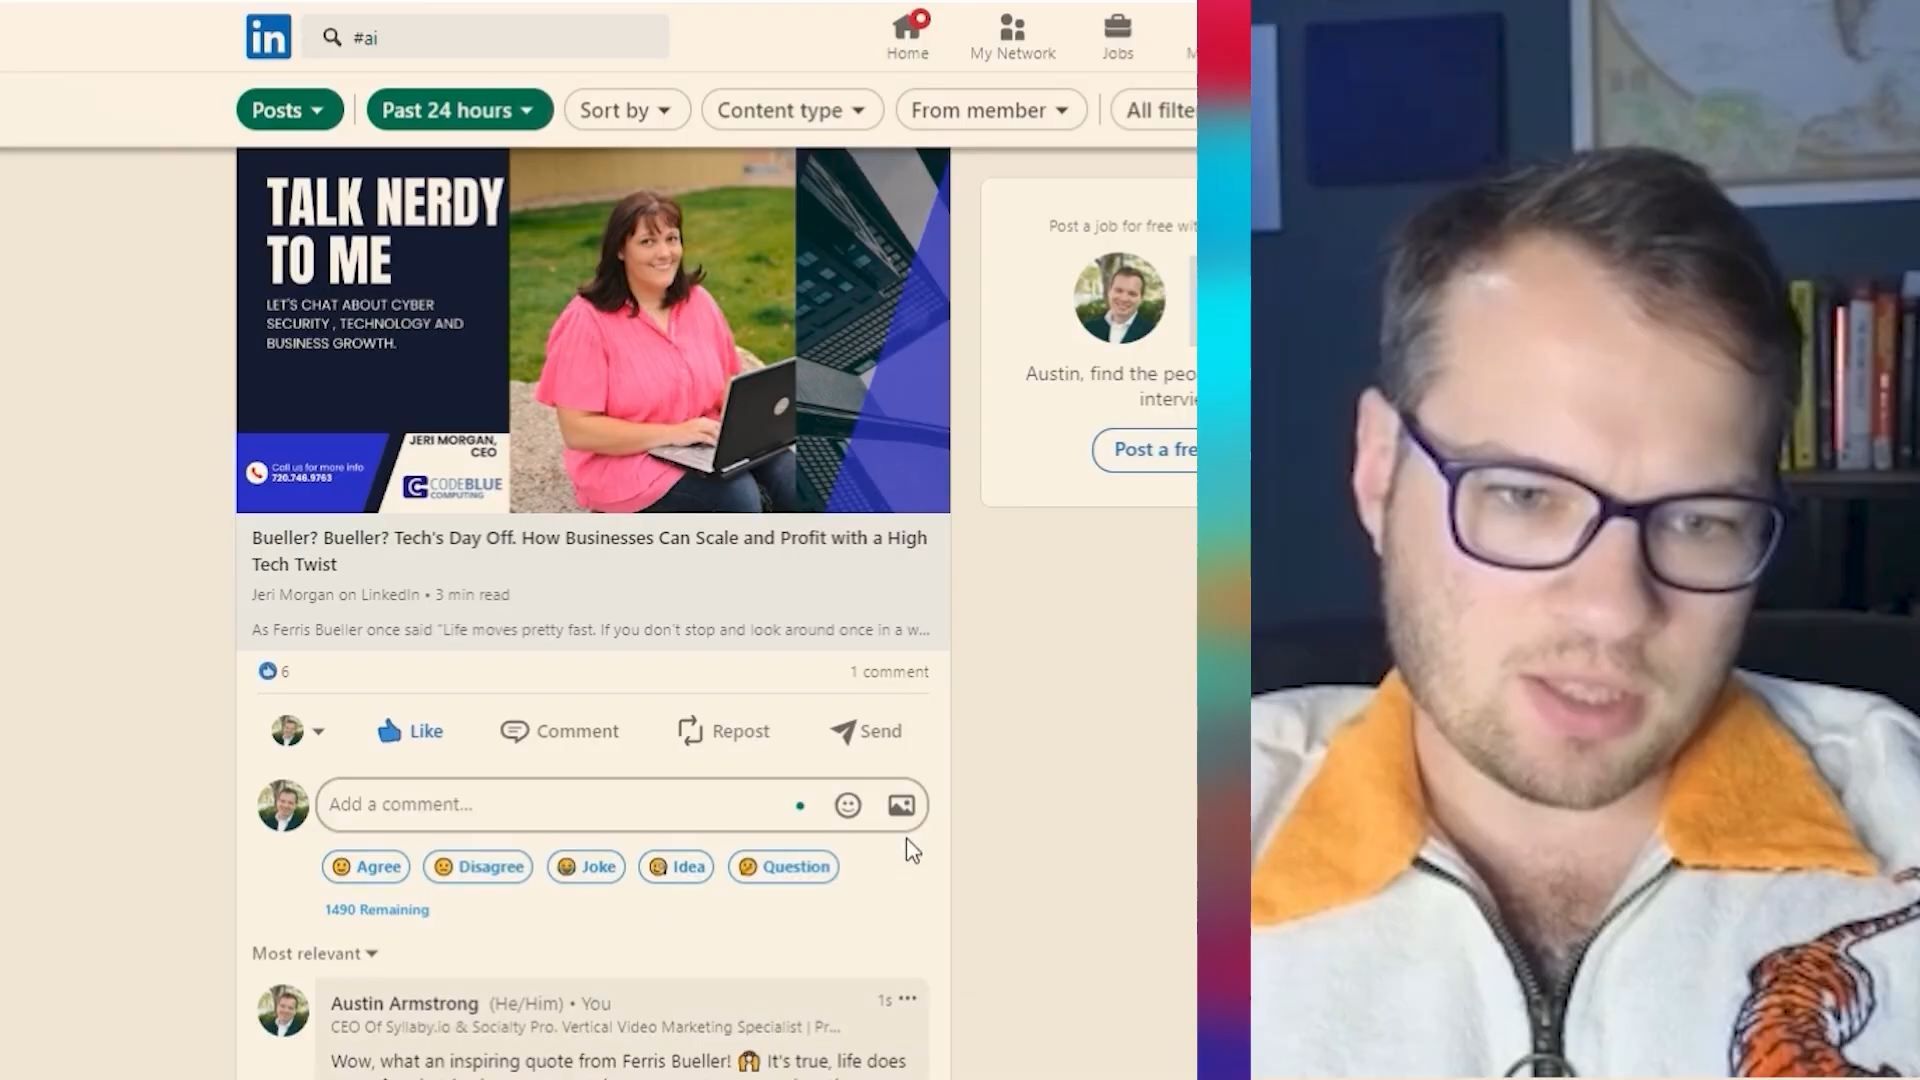 in
#ai
Home
My Network
Jobs
M
Posts
Past 24 hours
Sort by
Content type
From member
All filte
TALK NERDY
TO ME
LET'S CHAT ABOUT CYBER
SECURITY , TECHNOLOGY AND
BUSINESS GROWTH.
JERI MORGAN,
CEO
Call us for more info
720.746.9763
CODEBLUE
COMPUTING
Post a job for free wit
Austin, find the peo
intervie
Post a fre
Bueller? Bueller? Tech's Day Off. How Businesses Can Scale and Profit with a High
Tech Twist
Jeri Morgan on LinkedIn • 3 min read
As Ferris Bueller once said “Life moves pretty fast. If you don’t stop and look around once in a w...
6
1 comment
Like
Comment
Repost
Send
Add a comment...
Agree
Disagree
Joke
Idea
Question
1490 Remaining
Most relevant
Austin Armstrong (He/Him) • You
1s
CEO Of Syllaby.io & Socialty Pro. Vertical Video Marketing Specialist | Pr...
Wow, what an inspiring quote from Ferris Bueller! 🙌 It's true, life does